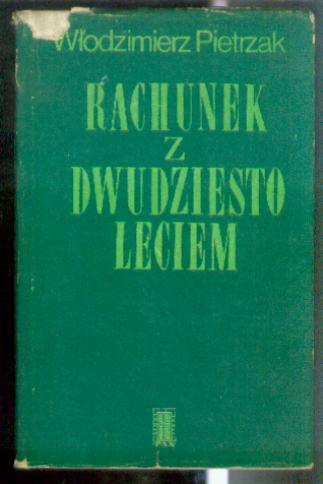 Włodzimierz Pietrzak
RACHUNEK
Z
DWUDZIESTO
LECIEM